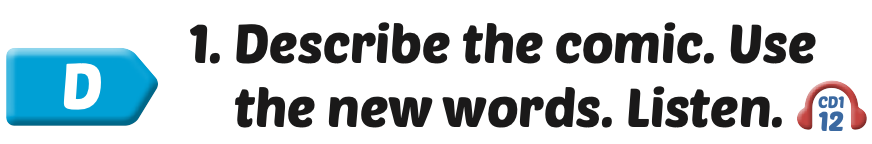 D
1. Describe the comic. Use
the new words. Listen.
CD1
12